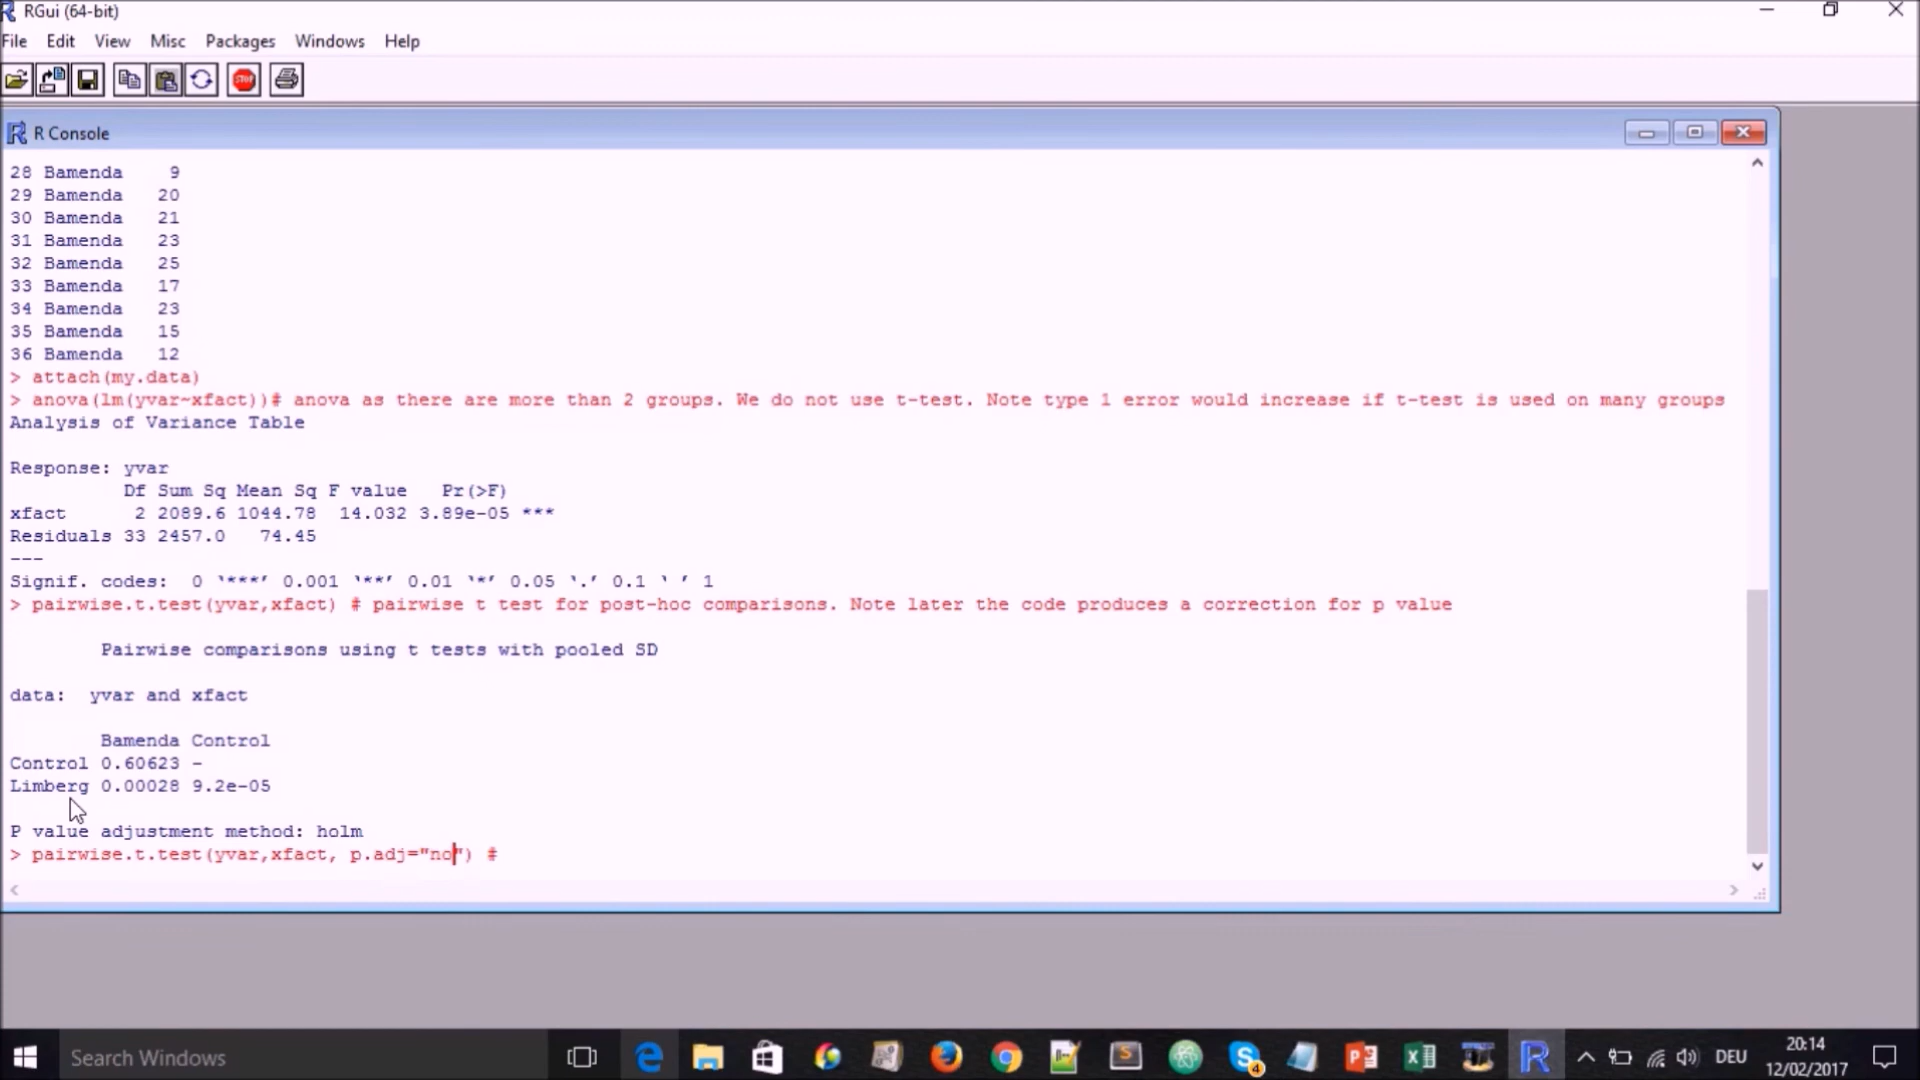 RGui (64-bit)
File Edit View Misc Packages Windows Help
STOP
R Console
28 Bamenda 9
29 Bamenda 20
30 Bamenda 21
31 Bamenda 23
32 Bamenda 25
33 Bamenda 17
34 Bamenda 23
35 Bamenda 15
36 Bamenda 12
> attach(my.data)
> anova(lm(yvar~xfact))# anova as there are more than 2 groups. We do not use t-test. Note type 1 error would increase if t-test is used on many groups
Analysis of Variance Table
Response: yvar
Df Sum Sq Mean Sq F value Pr(>F)
xfact 2 2089.6 1044.78 14.032 3.89e-05 ***
Residuals 33 2457.0 74.45
---
Signif. codes: 0 ‘***’ 0.001 ‘**’ 0.01 ‘*’ 0.05 ‘.’ 0.1 ‘ ’ 1
> pairwise.t.test(yvar,xfact) # pairwise t test for post-hoc comparisons. Note later the code produces a correction for p value
Pairwise comparisons using t tests with pooled SD
data: yvar and xfact
Bamenda Control
Control 0.60623 -
Limberg 0.00028 9.2e-05
P value adjustment method: holm
> pairwise.t.test(yvar,xfact, p.adj="no") #
Search Windows
4
DEU
20:14
12/02/2017